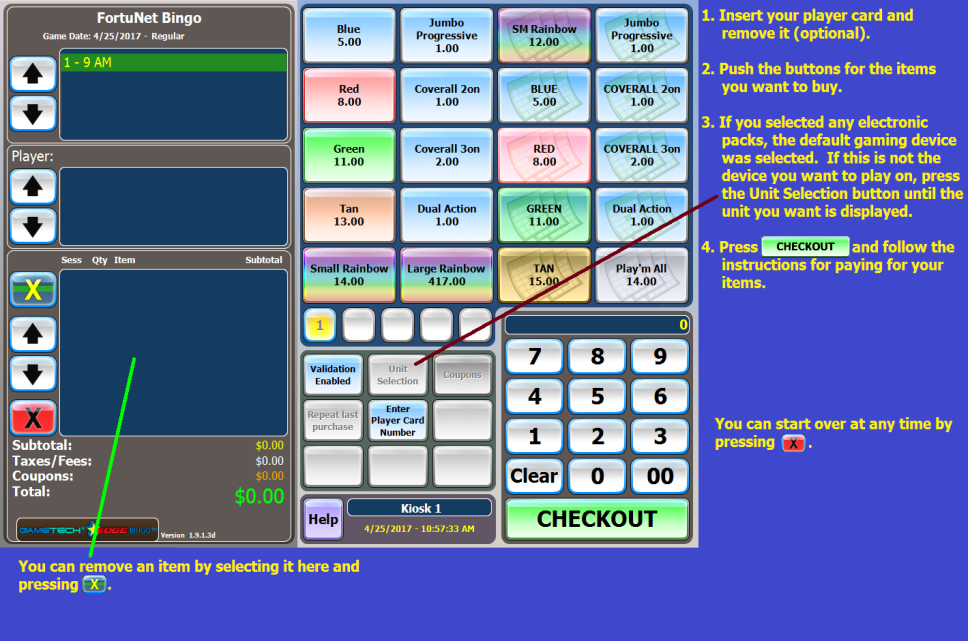 FortuNet Bingo
Game Date: 4/25/2017 - Regular
1 - 9 AM
Player:
Sess Qty Item Subtotal
X
X
Subtotal: $0.00
Taxes/Fees: $0.00
Coupons: $0.00
Total: $0.00
GAMETECH EDGE BINGO
Version 1.9.1.3d
Blue
5.00
Jumbo
Progressive
1.00
SM Rainbow
12.00
Jumbo
Progressive
1.00
Red
8.00
Coverall 2on
1.00
BLUE
5.00
COVERALL 2on
1.00
Green
11.00
Coverall 3on
2.00
RED
8.00
COVERALL 3on
2.00
Tan
13.00
Dual Action
1.00
GREEN
11.00
Dual Action
1.00
Small Rainbow
14.00
Large Rainbow
417.00
TAN
15.00
Play'm All
14.00
1
Validation
Enabled
Unit
Selection
Coupons
Repeat last
purchase
Enter
Player Card
Number
Help
Kiosk 1
4/25/2017 - 10:57:33 AM
0
7 8 9
4 5 6
1 2 3
Clear 0 00
CHECKOUT
1. Insert your player card and
remove it (optional).
2. Push the buttons for the items
you want to buy.
3. If you selected any electronic
packs, the default gaming device
was selected. If this is not the
device you want to play on, press
the Unit Selection button until the
unit you want is displayed.
4. Press CHECKOUT and follow the
instructions for paying for your
items.
You can start over at any time by
pressing X .
You can remove an item by selecting it here and
pressing X .